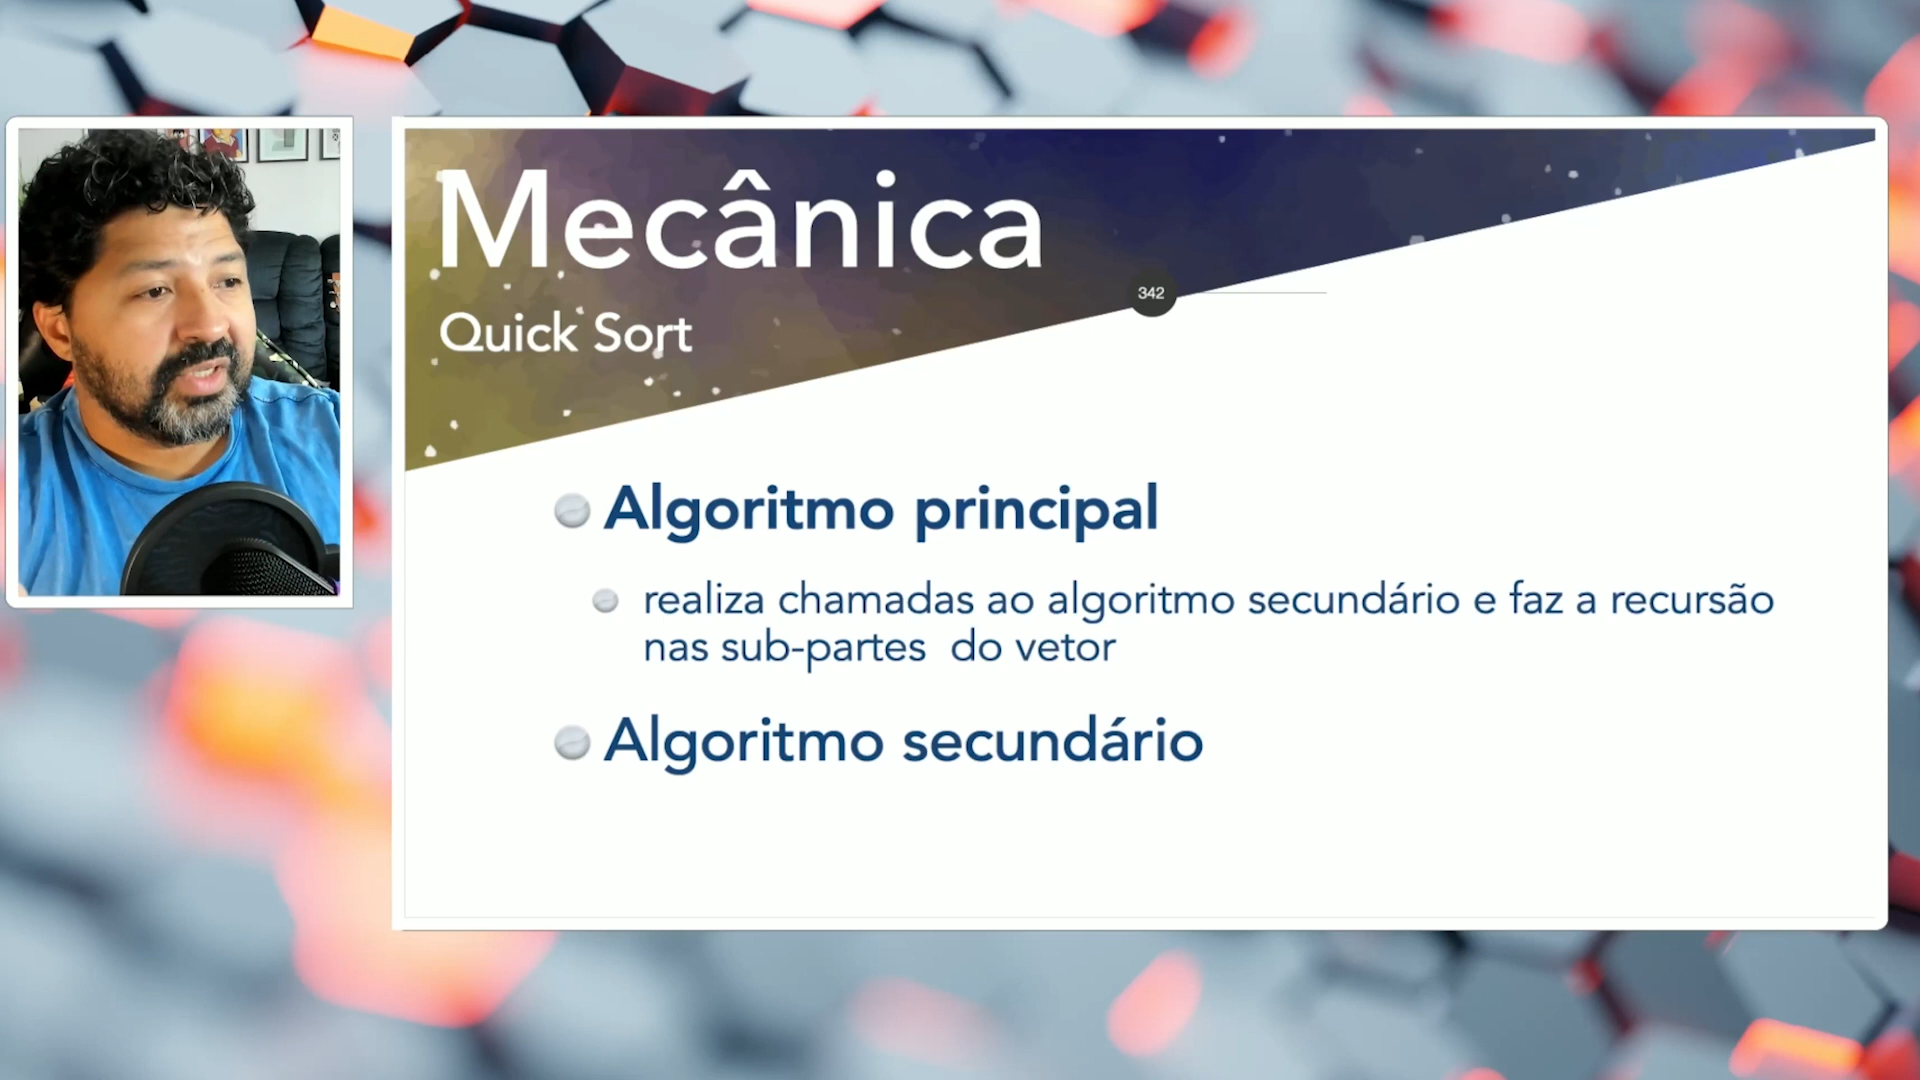 Mecânica
342
Quick Sort
Algoritmo principal
realiza chamadas ao algoritmo secundário e faz a recursão
nas sub-partes do vetor
Algoritmo secundário